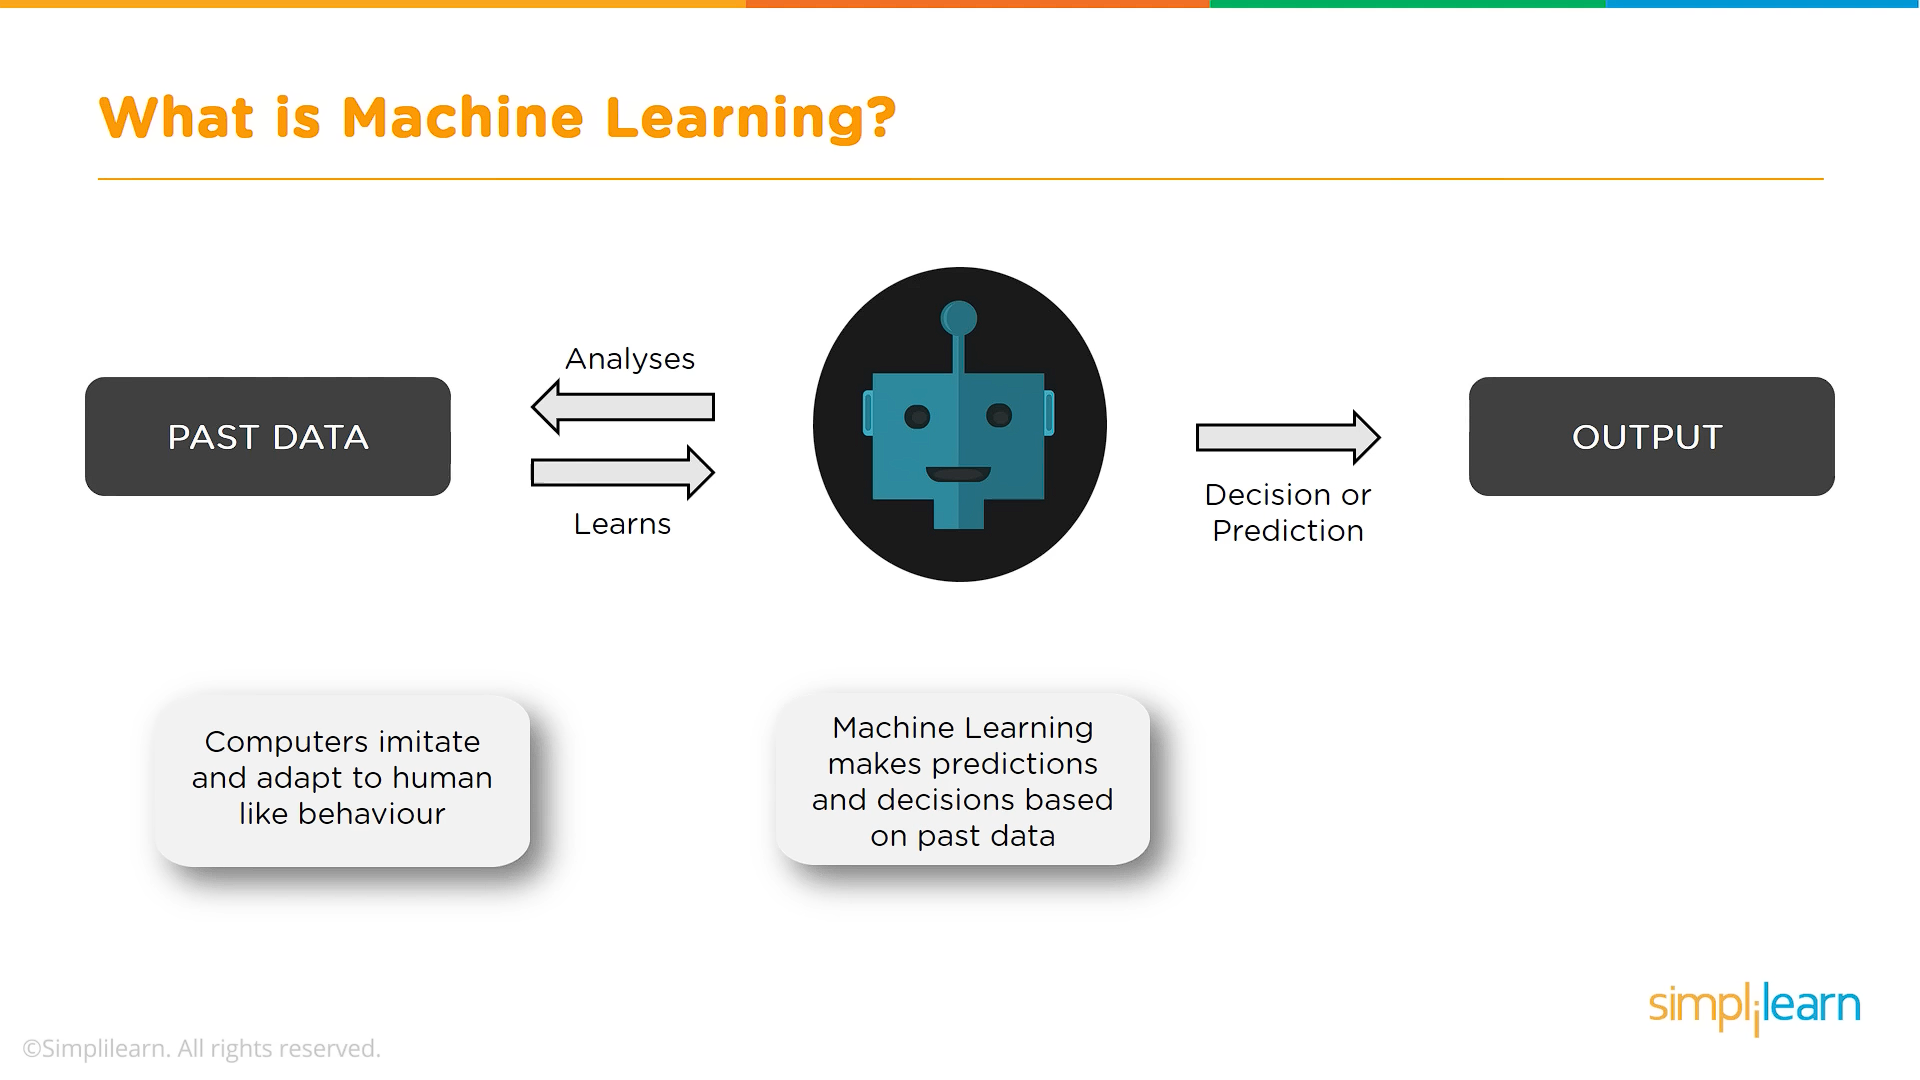 What is Machine Learning?
Analyses
PAST DATA
Learns
Decision or
Prediction
OUTPUT
Computers imitate
and adapt to human
like behaviour
Machine Learning
makes predictions
and decisions based
on past data
simplilearn
©Simplilearn. All rights reserved.